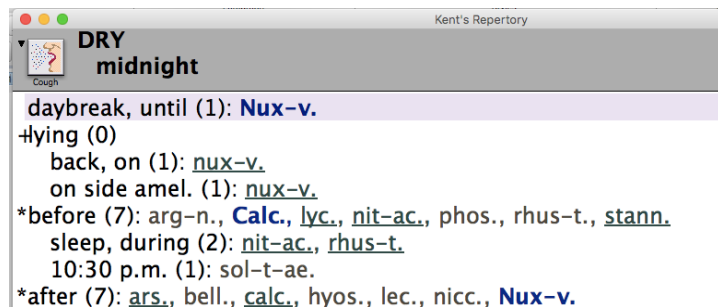 Kent's Repertory
DRY
midnight
Cough
daybreak, until (1): Nux-v.
+lying (0)
back, on (1): nux-v.
on side amel. (1): nux-v.
*before (7): arg-n., Calc., lyc., nit-ac., phos., rhus-t., stann.
sleep, during (2): nit-ac., rhus-t.
10:30 p.m. (1): sol-t-ae.
*after (7): ars., bell., calc., hyos., lec., nicc., Nux-v.